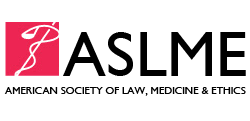 ASLME
AMERICAN SOCIETY OF LAW, MEDICINE & ETHICS